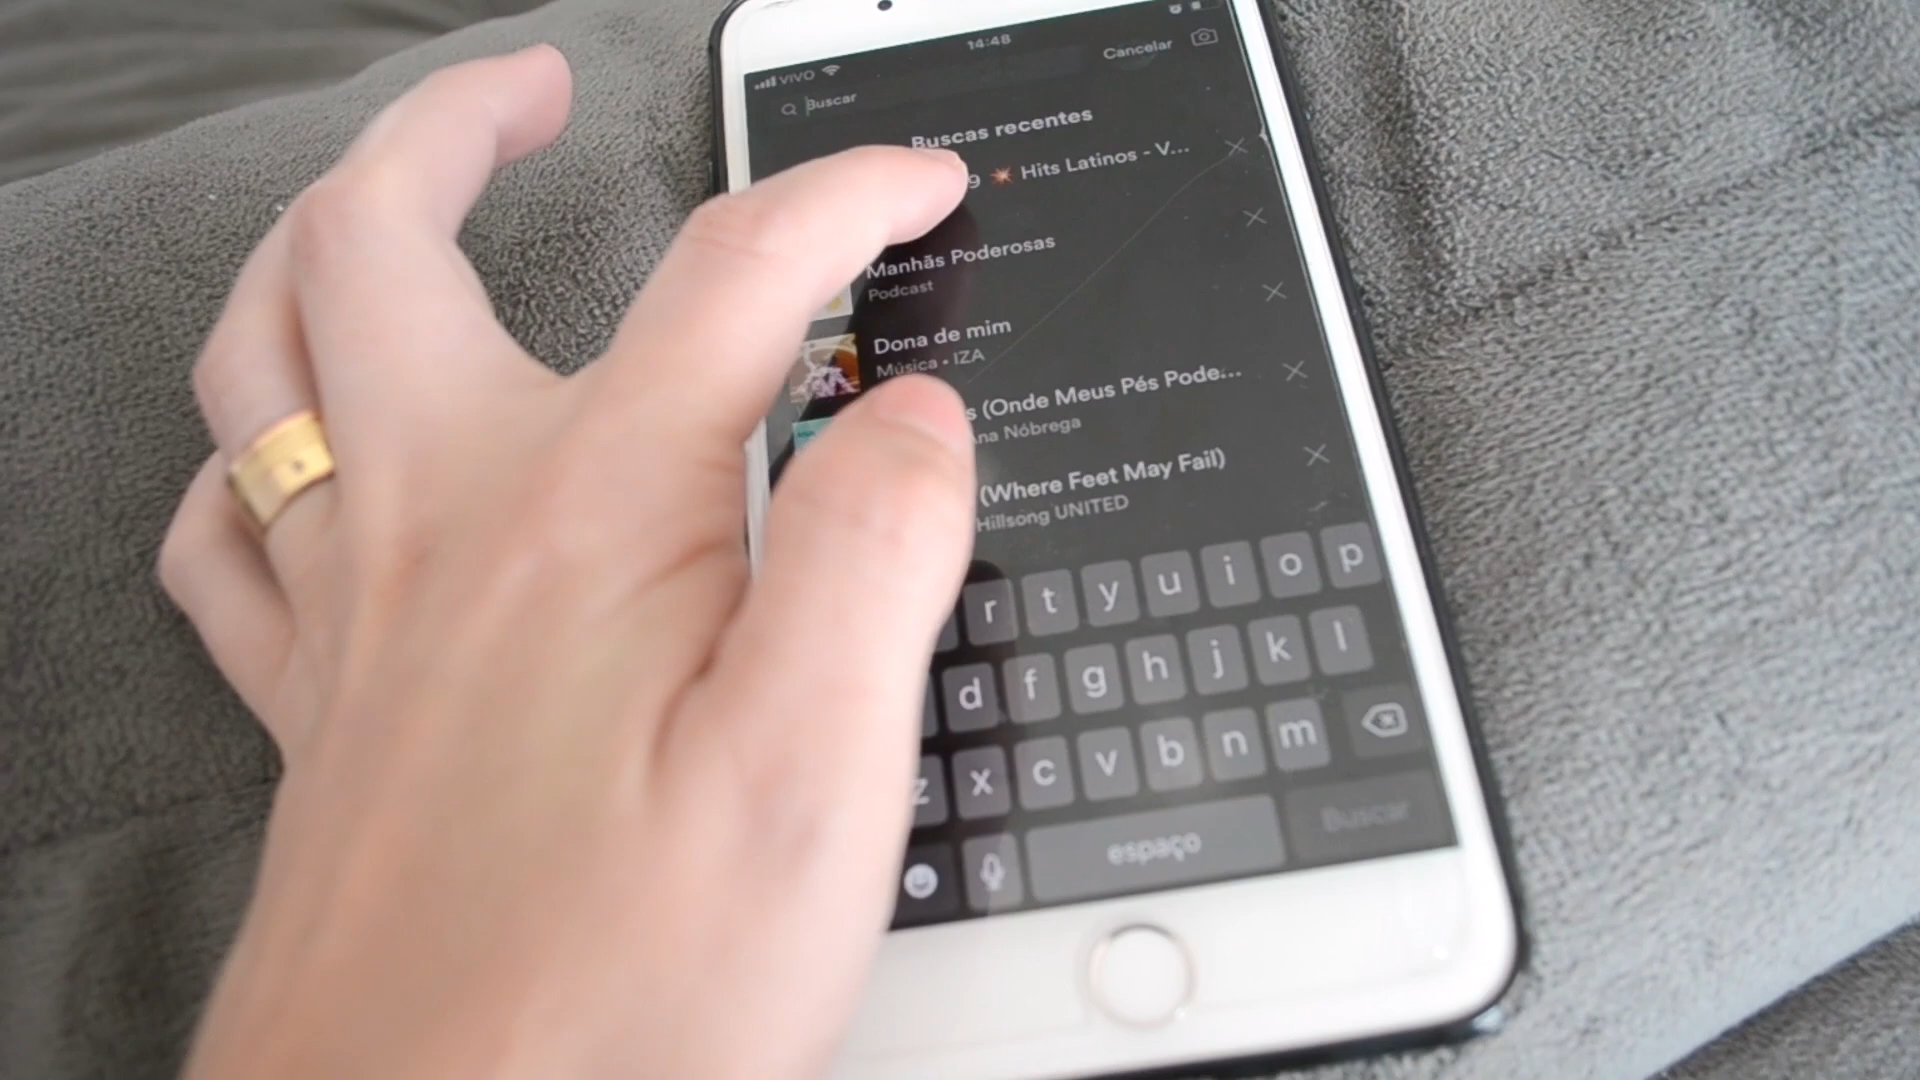 VIVO
14:48
Cancelar
Buscar
Buscas recentes
9 💥 Hits Latinos - V...
Manhãs Poderosas
Podcast
Dona de mim
Música • IZA
s (Onde Meus Pés Pode...
Ana Nóbrega
(Where Feet May Fail)
Hillsong UNITED
r t y u i o p
d f g h j k l
z x c v b n m
espaço
Buscar